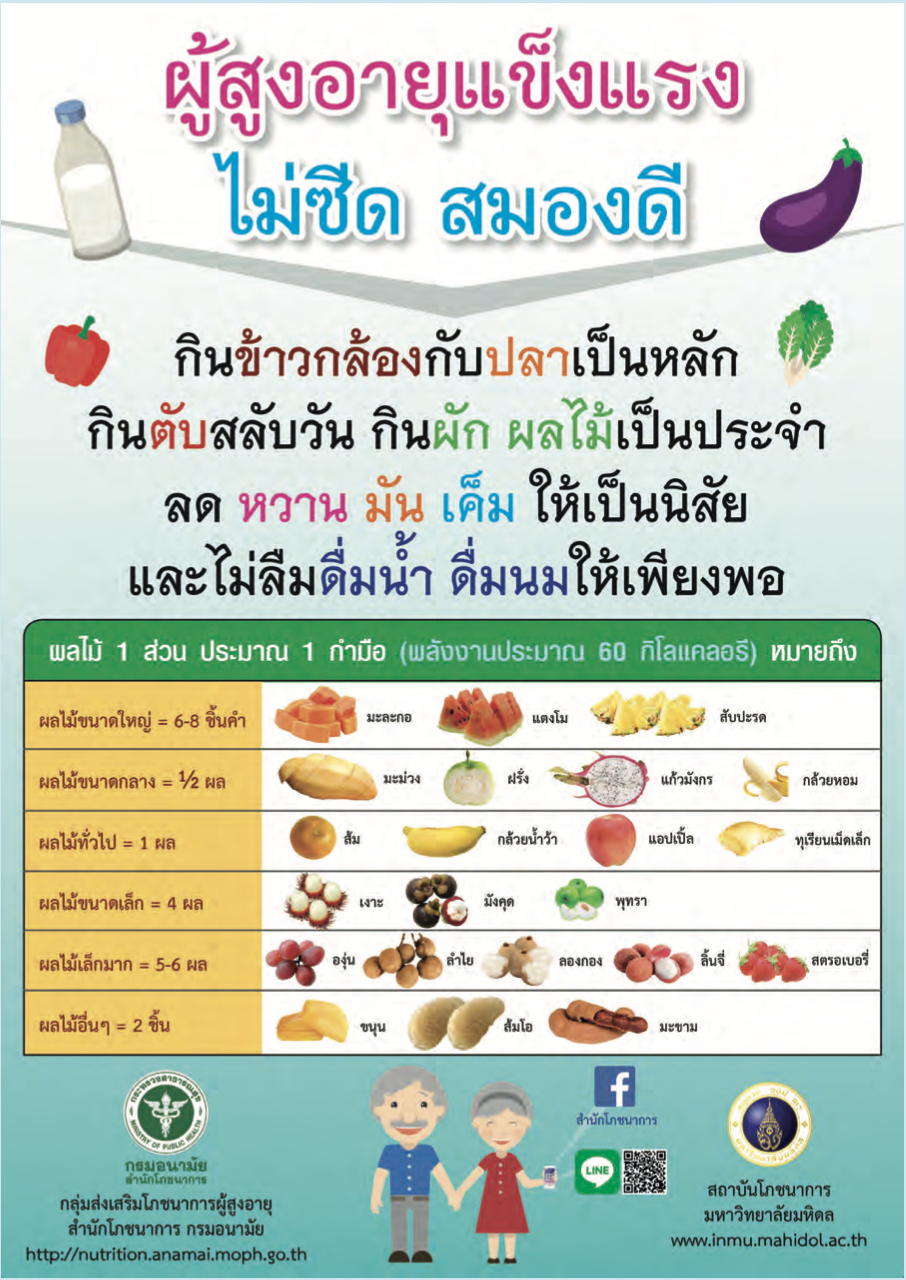 ผู้สูงอายุแข็งแรง
ไม่ซีด สมองดี
กินข้าวกล้องกับปลาเป็นหลัก
กินตับสลับวัน กินผัก ผลไม้เป็นประจำ
ลด หวาน มัน เค็ม ให้เป็นนิสัย
และไม่ลืมดื่มน้ำ ดื่มนมให้เพียงพอ
ผลไม้ 1 ส่วน ประมาณ 1 กำมือ (พลังงานประมาณ 60 กิโลแคลอรี) หมายถึง
ผลไม้ขนาดใหญ่ = 6-8 ชิ้นคำ มะละกอ แตงโม สับปะรด
ผลไม้ขนาดกลาง = ½ ผล มะม่วง ฝรั่ง แก้วมังกร กล้วยหอม
ผลไม้ทั่วไป = 1 ผล ส้ม กล้วยน้ำว้า แอปเปิ้ล ทุเรียนเม็ดเล็ก
ผลไม้ขนาดเล็ก = 4 ผล เงาะ มังคุด พุทรา
ผลไม้เล็กมาก = 5-6 ผล องุ่น ลำไย ลองกอง ลิ้นจี่ สตรอเบอรี่
ผลไม้อื่นๆ = 2 ชิ้น ขนุน ส้มโอ มะขาม
กระทรวงสาธารณสุข
MINISTRY OF PUBLIC HEALTH
กรมอนามัย
สำนักโภชนาการ
กลุ่มส่งเสริมโภชนาการผู้สูงอายุ
สำนักโภชนาการ กรมอนามัย
http://nutrition.anamai.moph.go.th
f
สำนักโภชนาการ
LINE
สถาบันโภชนาการ
มหาวิทยาลัยมหิดล
www.inmu.mahidol.ac.th